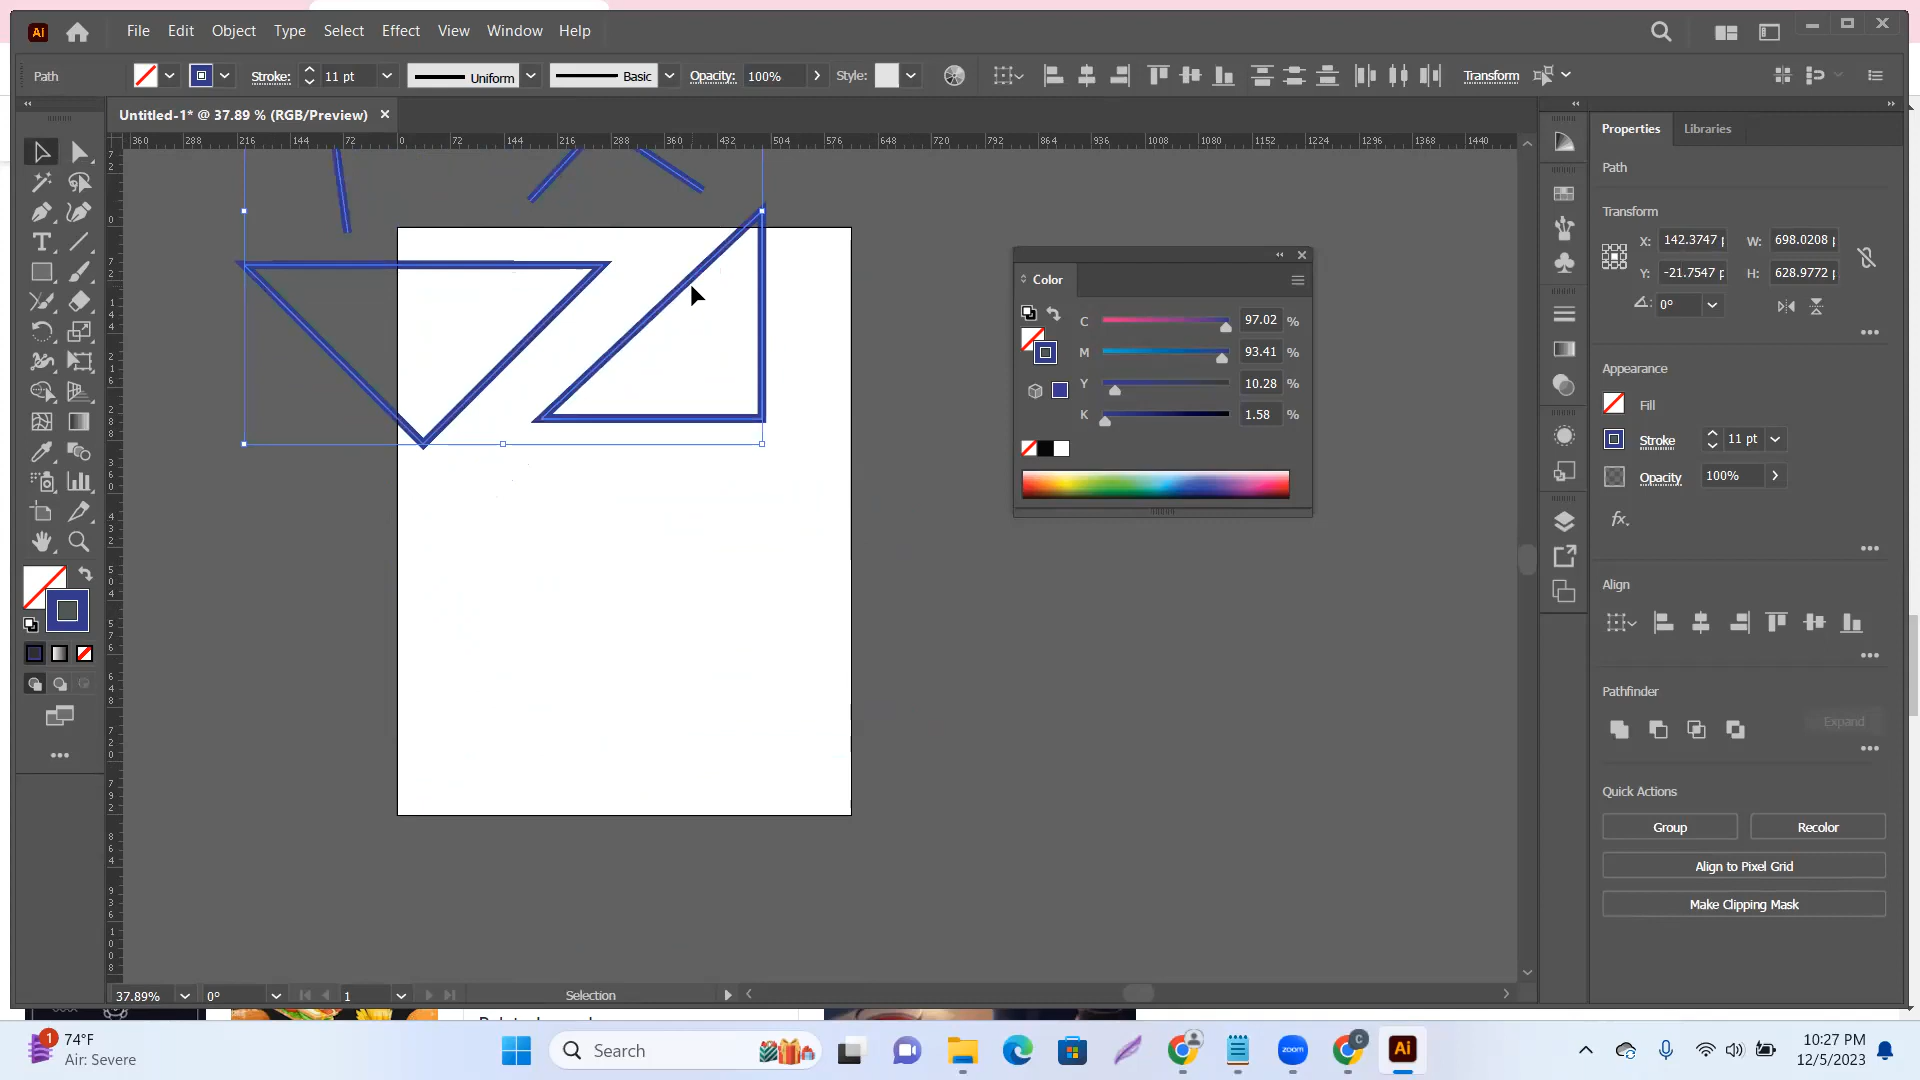 Ai File Edit Object Type Select Effect View Window Help
Path Stroke: 11 pt Uniform Basic Opacity: 100% Style: Transform
Untitled-1* @ 37.89 % (RGB/Preview)
360 288 216 144 72 0 72 144 216 288 360 432 504 576 648 720 792 864 936 1008 1080 1152 1224 1296 1368 1440
Color
C 97.02 %
M 93.41 %
Y 10.28 %
K 1.58 %
Properties Libraries
Path
Transform
X: 142.3747 p W: 698.0208 p
Y: -21.7547 p H: 628.9772 p
0°
Appearance
Fill
Stroke 11 pt
Opacity 100%
fx.
Align
Pathfinder
Expand
Quick Actions
Group Recolor
Align to Pixel Grid
Make Clipping Mask
37.89% 0° 1 Selection
1 74°F
Air: Severe
Search
zoom
C
Ai
10:27 PM
12/5/2023